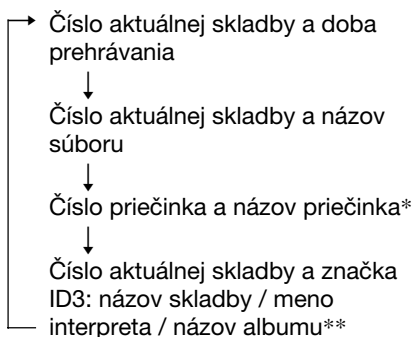 Číslo aktuálnej skladby a doba
prehrávania
Číslo aktuálnej skladby a názov
súboru
Číslo priečinka a názov priečinka*
Číslo aktuálnej skladby a značka
ID3: názov skladby / meno
interpreta / názov albumu**